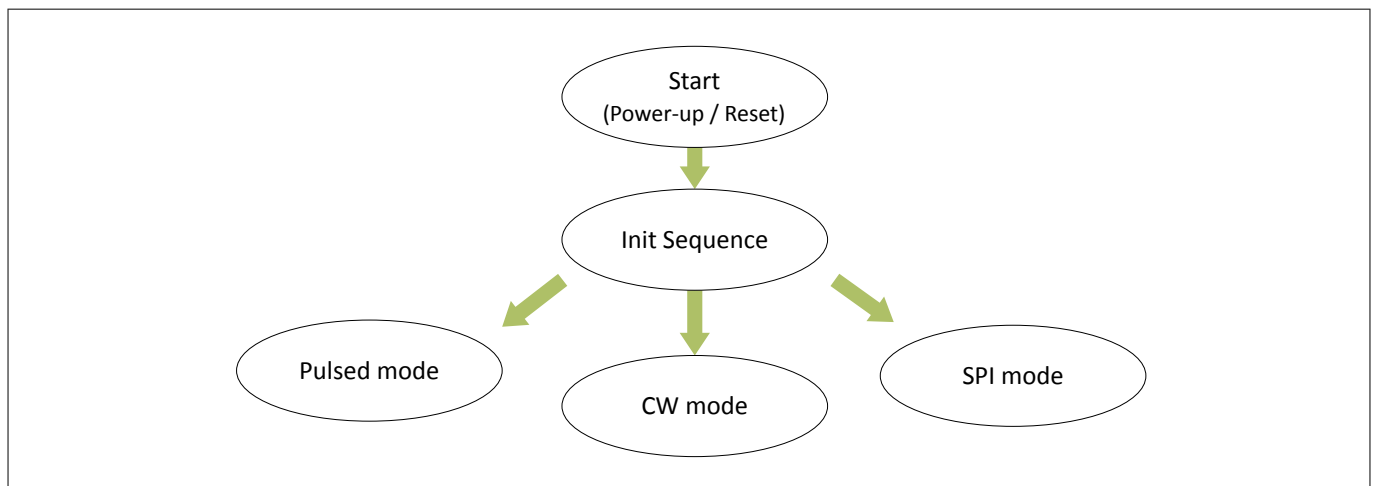 Start
(Power-up / Reset)
Init Sequence
Pulsed mode
CW mode
SPI mode